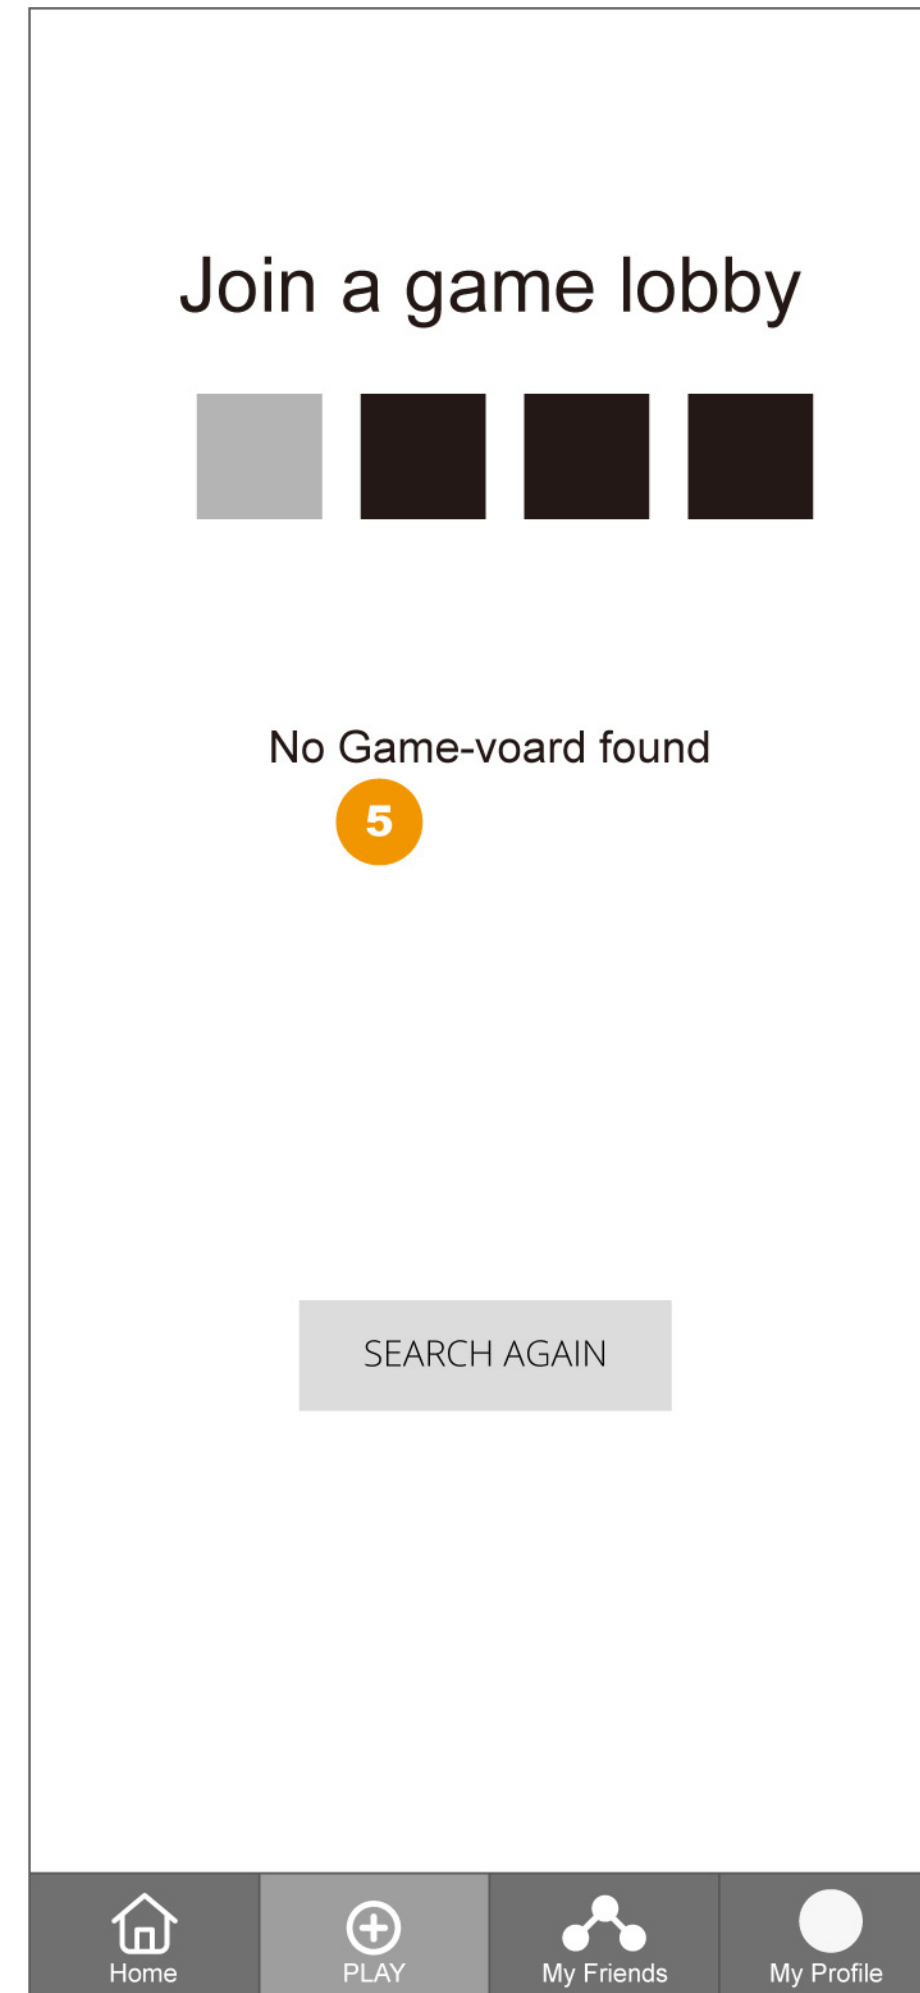 Join a game lobby
No Game-voard found
5
SEARCH AGAIN
Home
PLAY
My Friends
My Profile